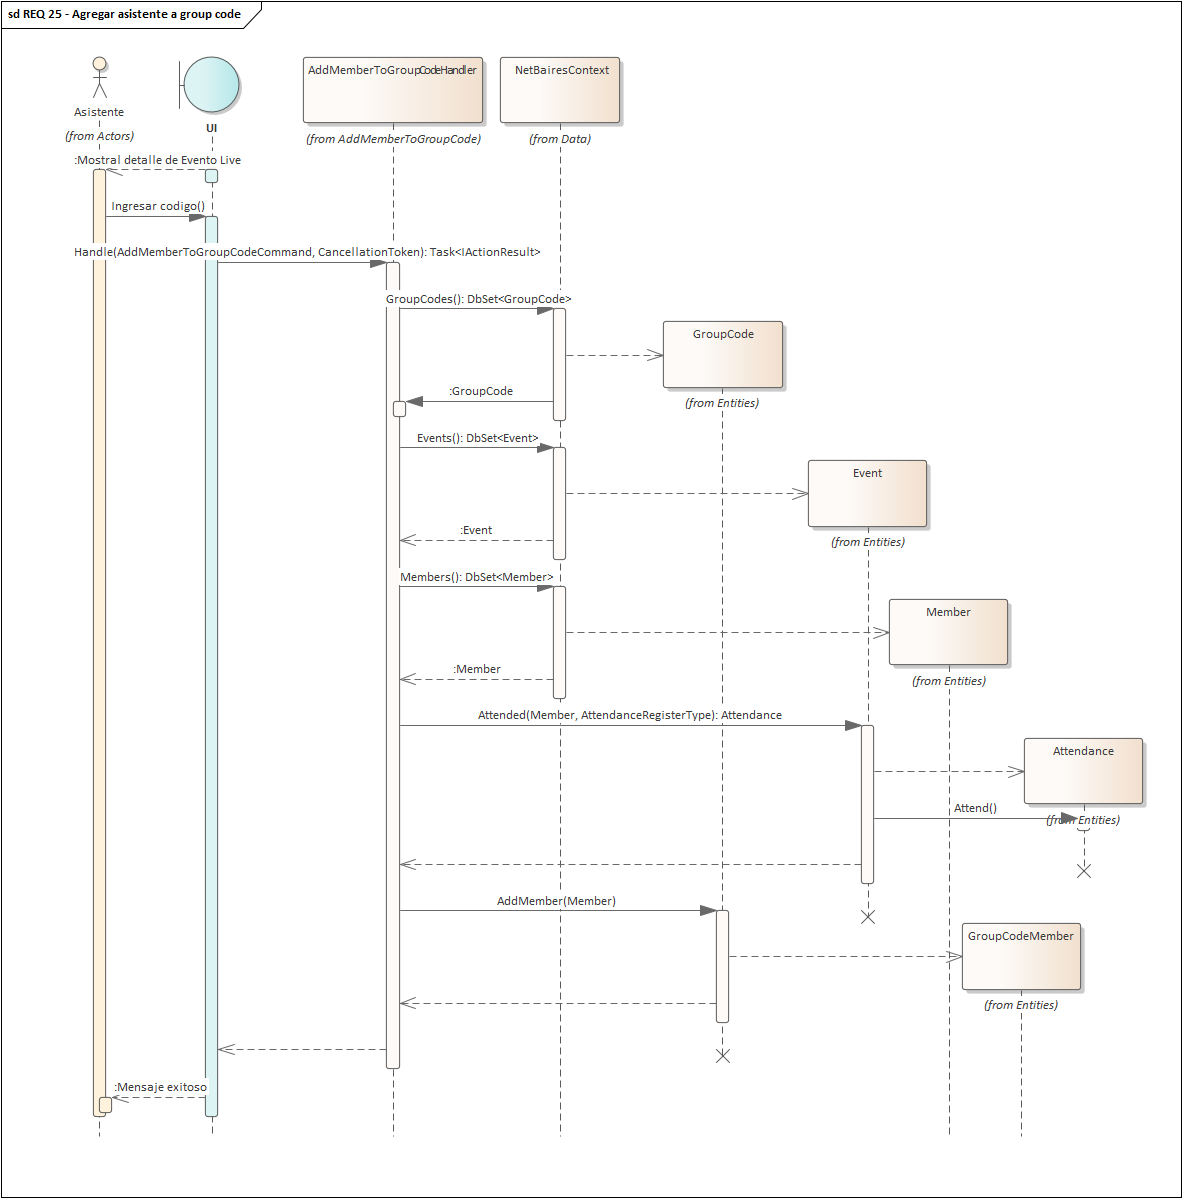 sd REQ 25 - Agregar asistente a group code
Asistente
(from Actors)
UI
AddMemberToGroupCodeHandler
(from AddMemberToGroupCode)
NetBairesContext
(from Data)
:Mostral detalle de Evento Live
Ingresar codigo()
Handle(AddMemberToGroupCodeCommand, CancellationToken): Task<IActionResult>
GroupCodes(): DbSet<GroupCode>
GroupCode
(from Entities)
:GroupCode
Events(): DbSet<Event>
Event
(from Entities)
:Event
Members(): DbSet<Member>
Member
(from Entities)
:Member
Attended(Member, AttendanceRegisterType): Attendance
Attendance
(from Entities)
Attend()
AddMember(Member)
GroupCodeMember
(from Entities)
:Mensaje exitoso